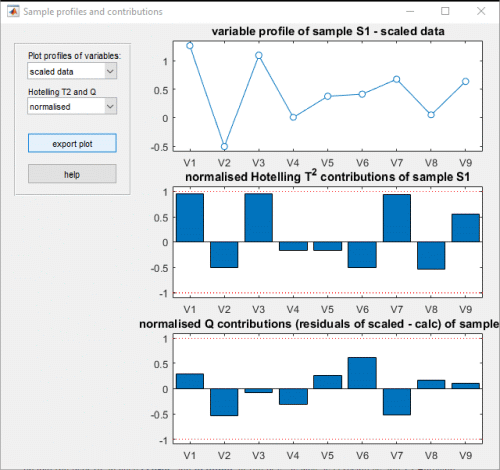 Sample profiles and contributions
Plot profiles of variables:
scaled data
Hotelling T2 and Q
normalised
export plot
help
variable profile of sample S1 - scaled data
1
0.5
0
-0.5
V1 V2 V3 V4 V5 V6 V7 V8 V9
normalised Hotelling T² contributions of sample S1
1
0.5
0
-0.5
-1
V1 V2 V3 V4 V5 V6 V7 V8 V9
normalised Q contributions (residuals of scaled - calc) of sample
1
0.5
0
-0.5
-1
V1 V2 V3 V4 V5 V6 V7 V8 V9